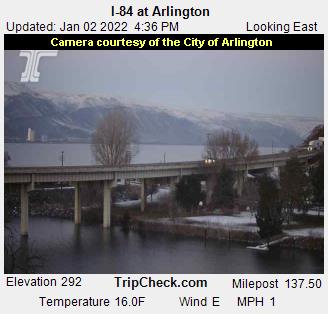 I-84 at Arlington
Updated: Jan 02 2022 4:36 PM Looking East
Camera courtesy of the City of Arlington
Elevation 292 TripCheck.com Milepost 137.50
Temperature 16.0F Wind E MPH 1